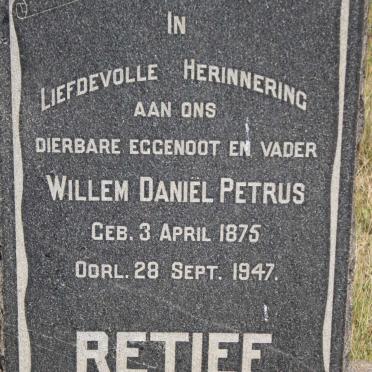 IN
LIEFDEVOLLE HERINNERING
AAN ONS
DIERBARE EGGENOOT EN VADER
WILLEM DANIËL PETRUS
GEB. 3 APRIL 1875
OORL. 28 SEPT. 1947.
RETIEF